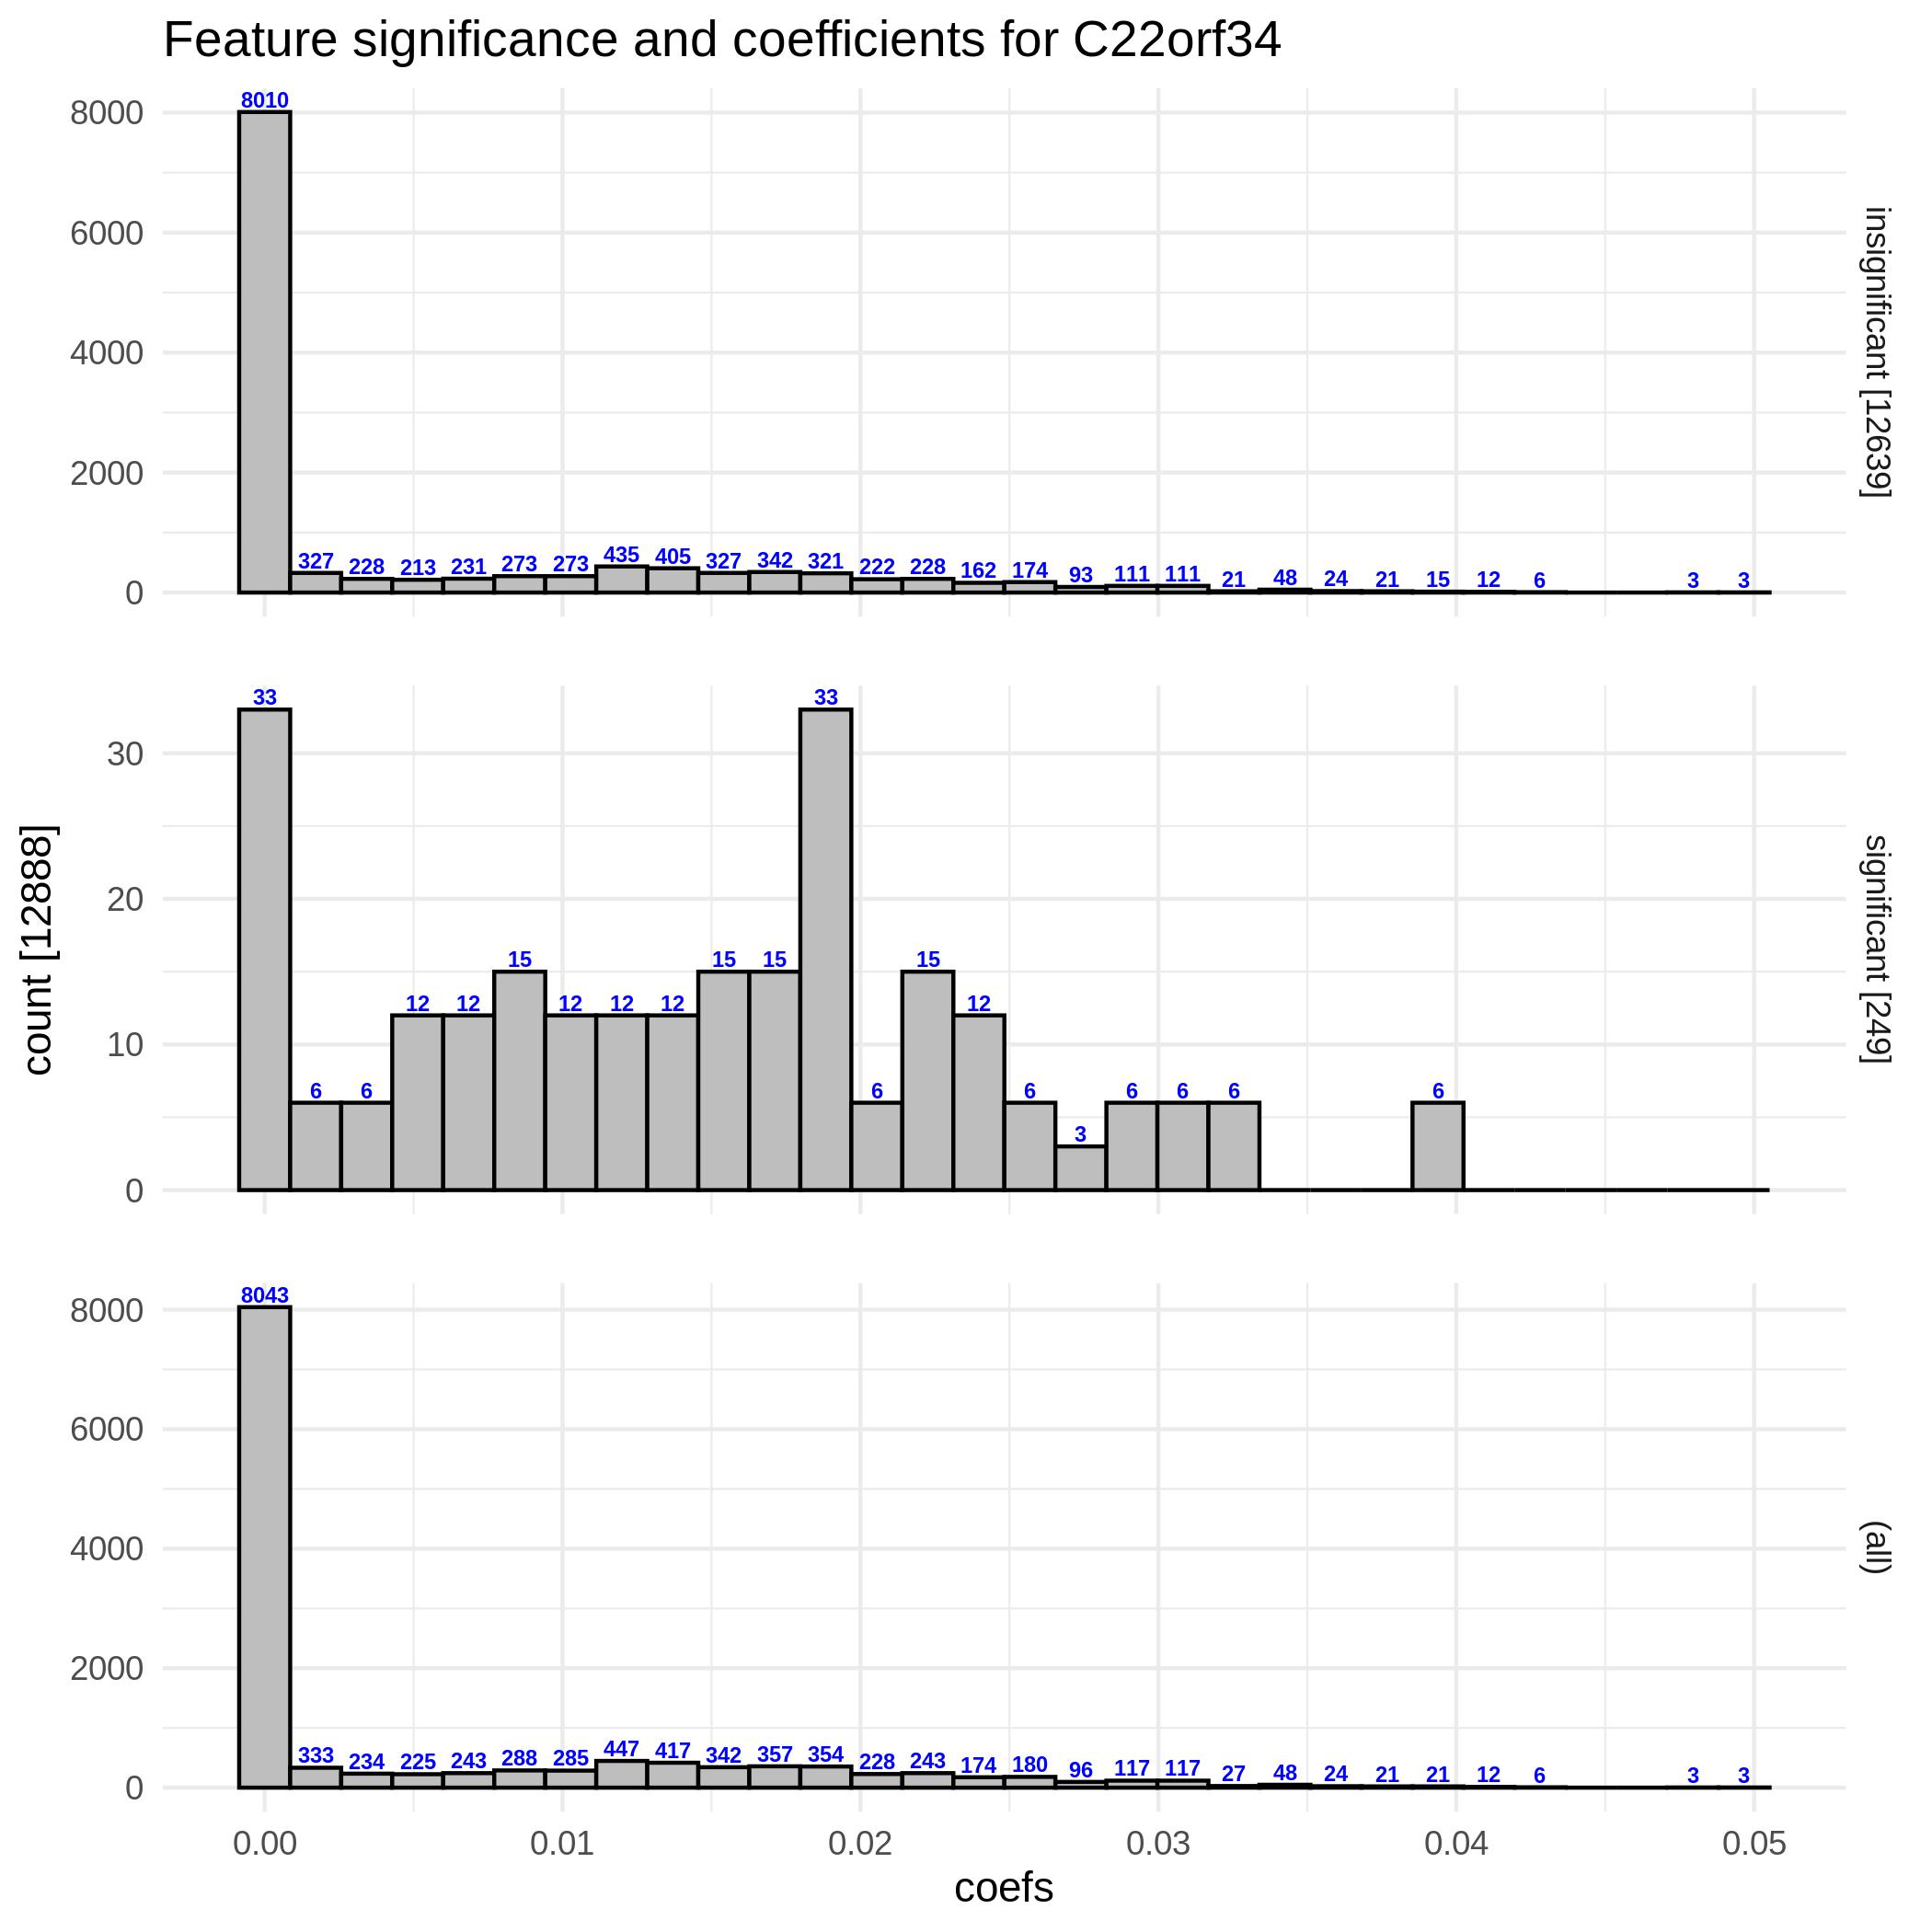 Feature significance and coefficients for C22orf34
8010
8000
6000
4000
2000
0
327 228 213 231 273 273 435 405 327 342 321 222 228 162 174 93 111 111 21 48 24 21 15 12 6 3 3
insignificant [12639]
33 33
30
20
10
0
6 6 12 12 15 12 12 12 15 15 6 15 12 6 3 6 6 6 6
significant [249]
count [12888]
8043
8000
6000
4000
2000
0
333 234 225 243 288 285 447 417 342 357 354 228 243 174 180 96 117 117 27 48 24 21 21 12 6 3 3
(all)
0.00 0.01 0.02 0.03 0.04 0.05
coefs